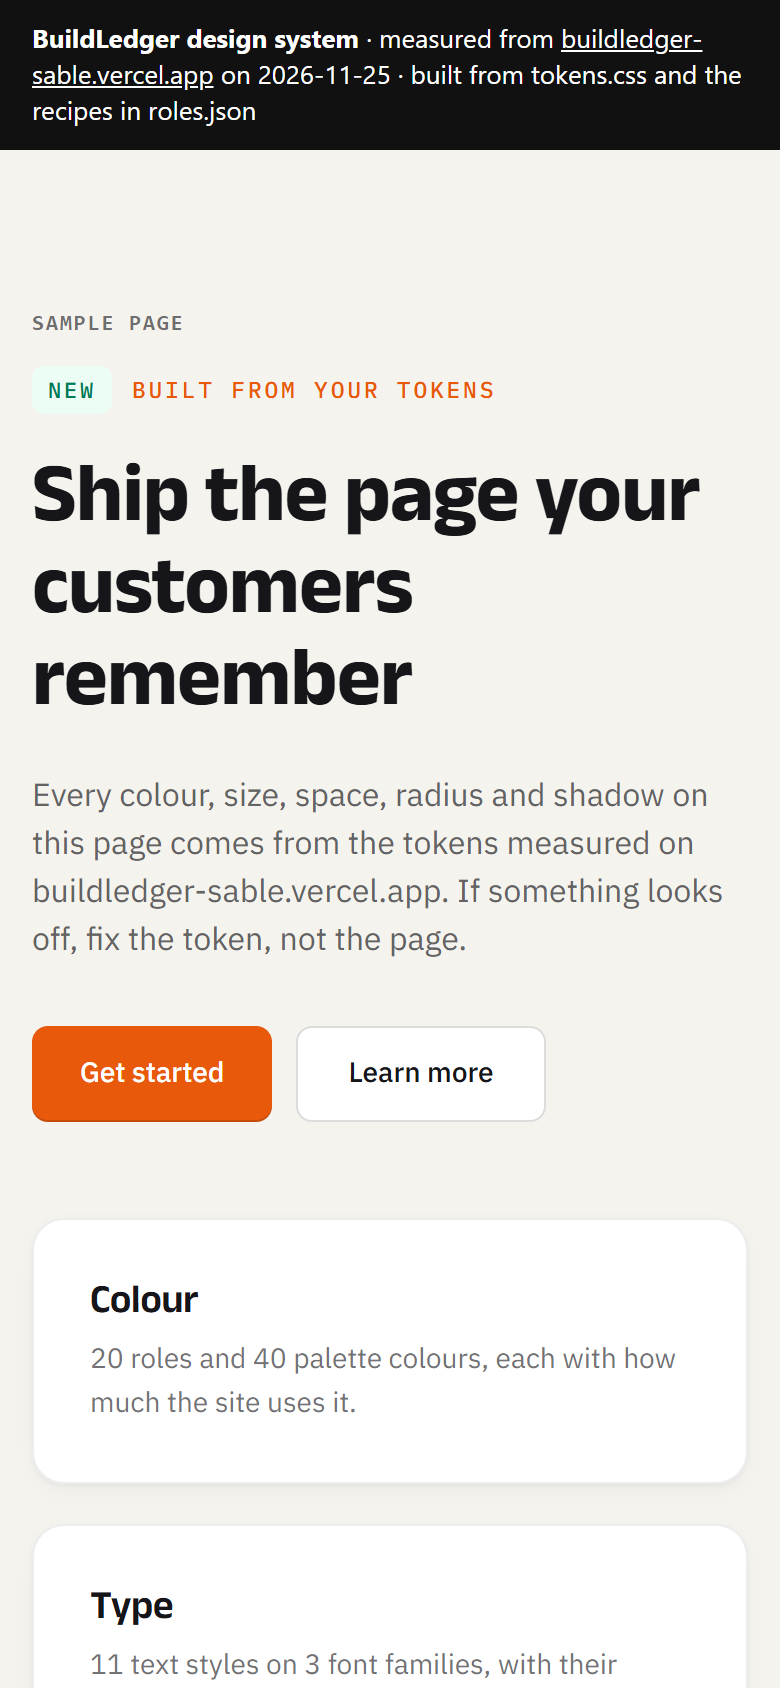 BuildLedger design system · measured from buildledger-
sable.vercel.app on 2026-11-25 · built from tokens.css and the
recipes in roles.json
SAMPLE PAGE
NEW BUILT FROM YOUR TOKENS
Ship the page your
customers
remember
Every colour, size, space, radius and shadow on
this page comes from the tokens measured on
buildledger-sable.vercel.app. If something looks
off, fix the token, not the page.
Get started Learn more
Colour
20 roles and 40 palette colours, each with how
much the site uses it.
Type
11 text styles on 3 font families, with their